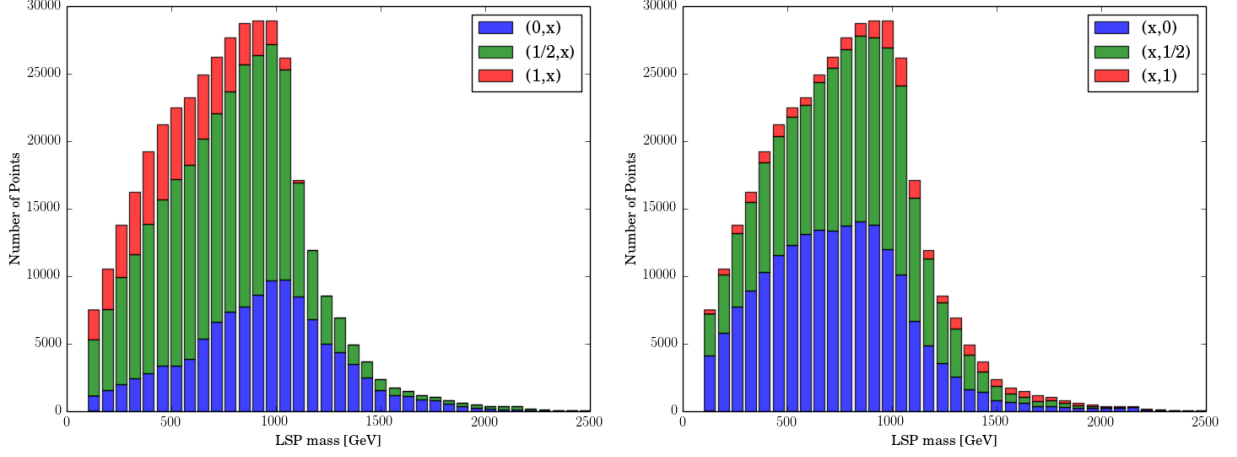 30000
25000
20000
15000
10000
5000
0
Number of Points
0 500 1000 1500 2000 2500
LSP mass [GeV]
(0,x)
(1/2,x)
(1,x)
30000
25000
20000
15000
10000
5000
0
Number of Points
0 500 1000 1500 2000 2500
LSP mass [GeV]
(x,0)
(x,1/2)
(x,1)